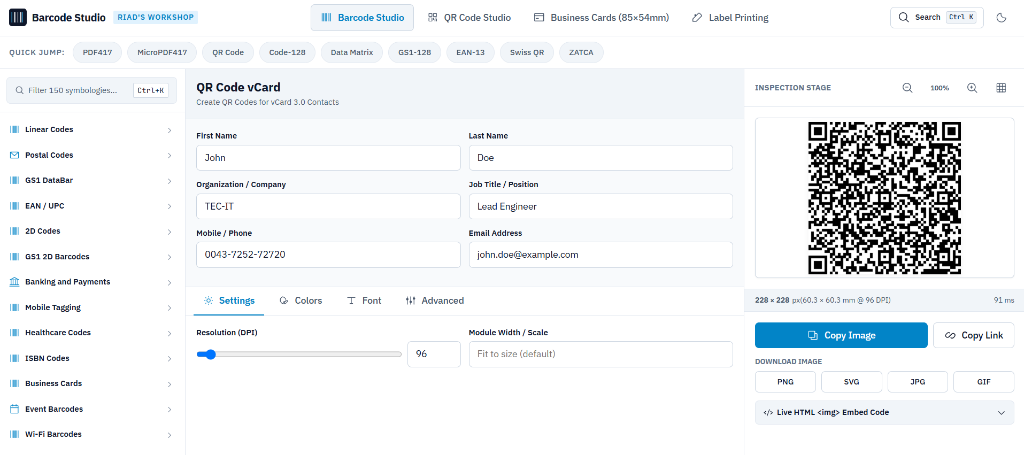 Barcode Studio RIAD'S WORKSHOP Barcode Studio QR Code Studio Business Cards (85×54mm) Label Printing Search Ctrl K
QUICK JUMP: PDF417 MicroPDF417 QR Code Code-128 Data Matrix GS1-128 EAN-13 Swiss QR ZATCA
Filter 150 symbologies... Ctrl+K
Linear Codes
Postal Codes
GS1 DataBar
EAN / UPC
2D Codes
GS1 2D Barcodes
Banking and Payments
Mobile Tagging
Healthcare Codes
ISBN Codes
Business Cards
Event Barcodes
Wi-Fi Barcodes
QR Code vCard
Create QR Codes for vCard 3.0 Contacts
First Name Last Name
John Doe
Organization / Company Job Title / Position
TEC-IT Lead Engineer
Mobile / Phone Email Address
0043-7252-72720 john.doe@example.com
Settings Colors Font Advanced
Resolution (DPI) Module Width / Scale
96 Fit to size (default)
INSPECTION STAGE 100%
228 × 228 px(60.3 × 60.3 mm @ 96 DPI) 91 ms
Copy Image Copy Link
DOWNLOAD IMAGE
PNG SVG JPG GIF
</> Live HTML <img> Embed Code